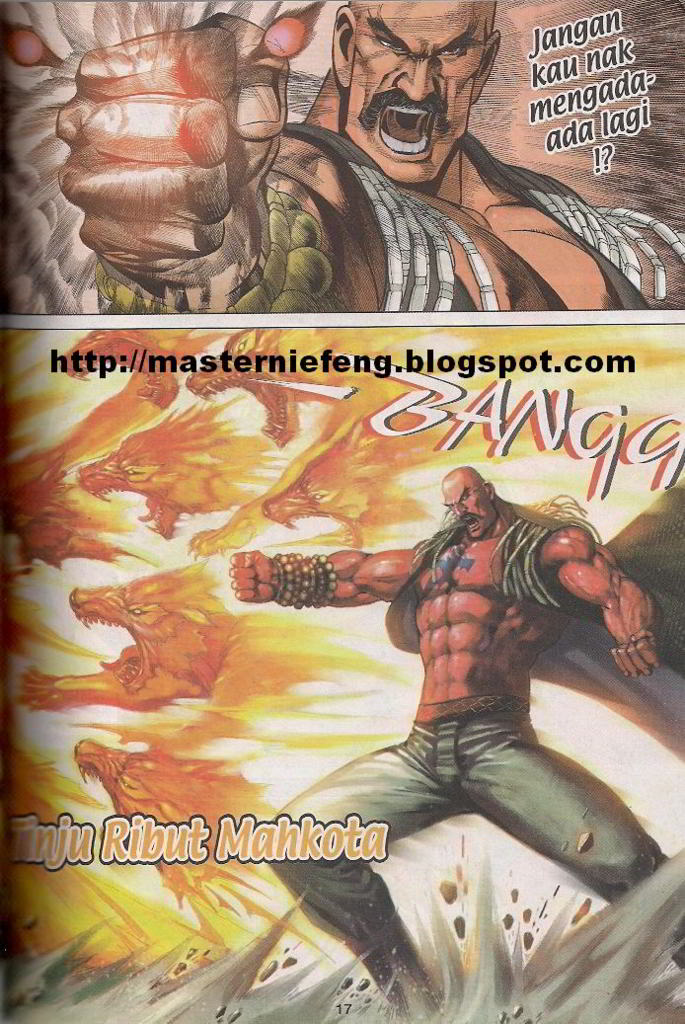 Jangan
kau nak
mengada-
ada lagi
!?
http://masterniefeng.blogspot.com
BANGG
Tinju Ribut Mahkota
17